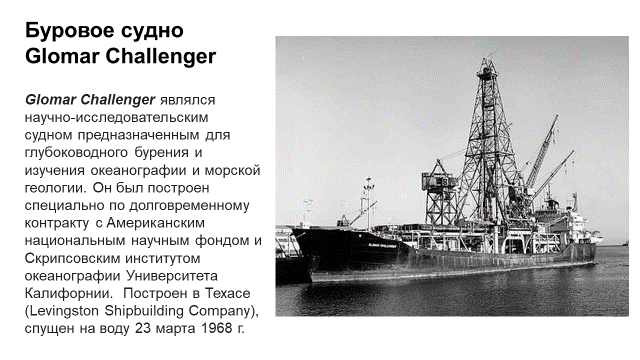 Буровое судно
Glomar Challenger
Glomar Challenger являлся
научно-исследовательским
судном предназначенным для
глубоководного бурения и
изучения океанографии и морской
геологии. Он был построен
специально по долговременному
контракту с Американским
национальным научным фондом и
Скрипсовским институтом
океанографии Университета
Калифорнии. Построен в Техасе
(Levingston Shipbuilding Company),
спущен на воду 23 марта 1968 г.
GLOMAR CHALLENGER